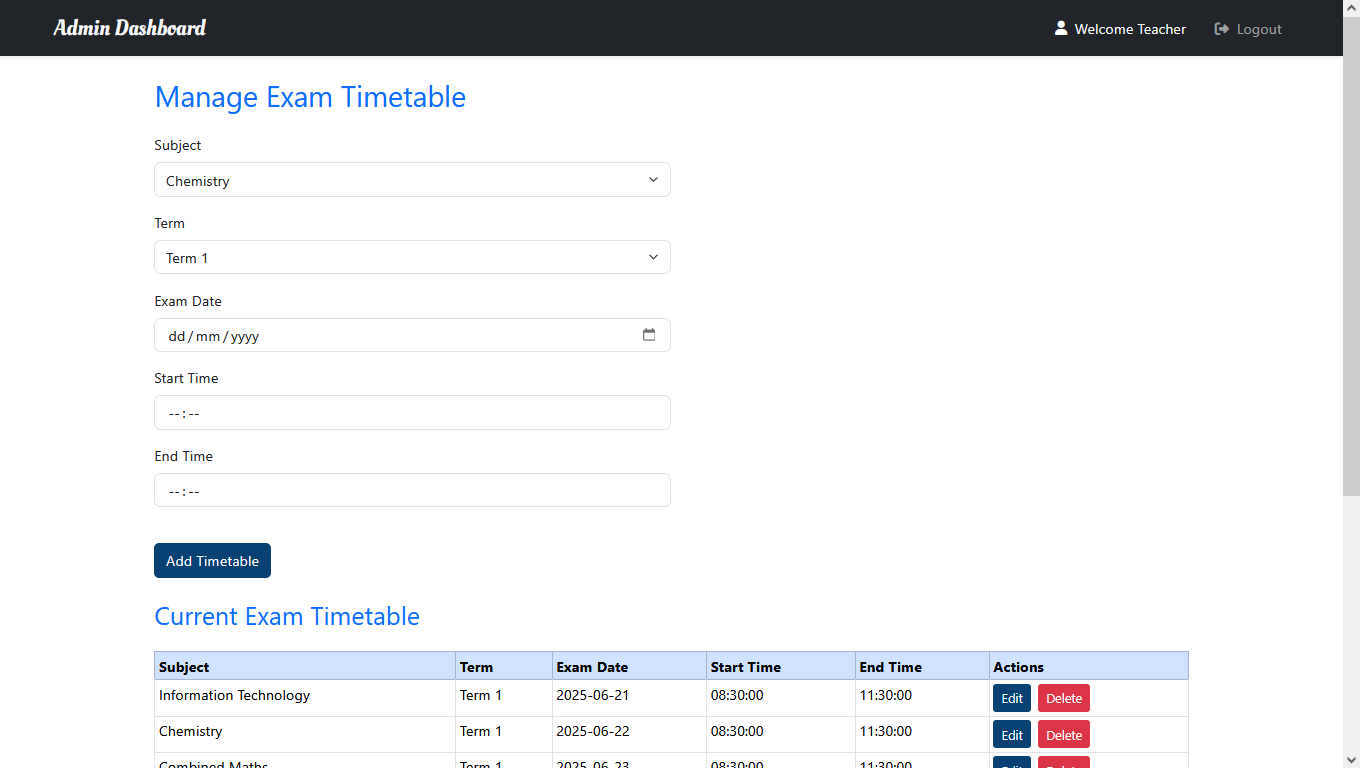 Admin Dashboard
Welcome Teacher Logout
Manage Exam Timetable
Subject
Chemistry
Term
Term 1
Exam Date
dd/mm/yyyy
Start Time
--:--
End Time
--:--
Add Timetable
Current Exam Timetable
Subject Term Exam Date Start Time End Time Actions
Information Technology Term 1 2025-06-21 08:30:00 11:30:00 Edit Delete
Chemistry Term 1 2025-06-22 08:30:00 11:30:00 Edit Delete
Combined Maths Term 1 2025-06-23 08:30:00 11:30:00 Edit Delete